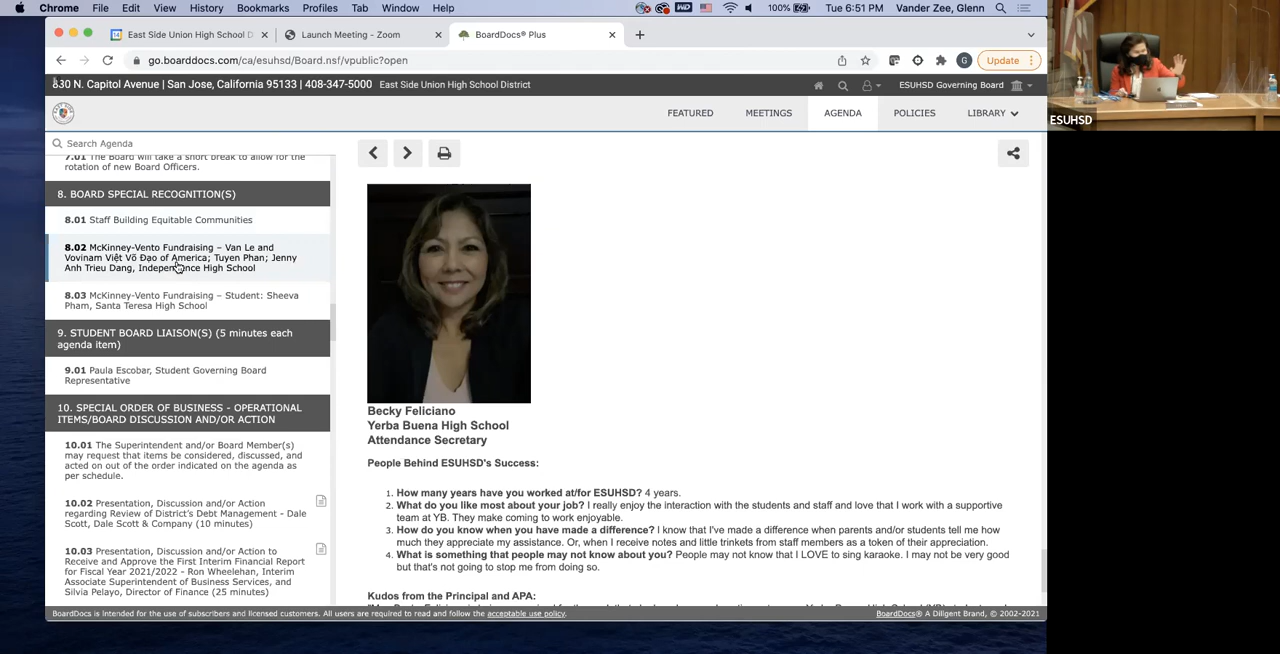 Chrome File Edit View History Bookmarks Profiles Tab Window Help
100% Tue 6:51 PM Vander Zee, Glenn
East Side Union High School D
Launch Meeting - Zoom
BoardDocs® Plus
go.boarddocs.com/ca/esuhsd/Board.nsf/vpublic?open
G
Update
830 N. Capitol Avenue | San Jose, California 95133 | 408-347-5000 East Side Union High School District
ESUHSD Governing Board
FEATURED MEETINGS AGENDA POLICIES LIBRARY
Search Agenda
7.01 The Board will take a short break to allow for the
rotation of new Board Officers.
8. BOARD SPECIAL RECOGNITION(S)
8.01 Staff Building Equitable Communities
8.02 McKinney-Vento Fundraising – Van Le and
Vovinam Việt Võ Đạo of America; Tuyen Phan; Jenny
Anh Trieu Dang, Independence High School
8.03 McKinney-Vento Fundraising – Student: Sheeva
Pham, Santa Teresa High School
9. STUDENT BOARD LIAISON(S) (5 minutes each
agenda item)
9.01 Paula Escobar, Student Governing Board
Representative
10. SPECIAL ORDER OF BUSINESS - OPERATIONAL
ITEMS/BOARD DISCUSSION AND/OR ACTION
10.01 The Superintendent and/or Board Member(s)
may request that items be considered, discussed, and
acted on out of the order indicated on the agenda as
per schedule.
10.02 Presentation, Discussion and/or Action
regarding Review of District's Debt Management - Dale
Scott, Dale Scott & Company (10 minutes)
10.03 Presentation, Discussion and/or Action to
Receive and Approve the First Interim Financial Report
for Fiscal Year 2021/2022 - Ron Wheelehan, Interim
Associate Superintendent of Business Services, and
Silvia Pelayo, Director of Finance (25 minutes)
Becky Feliciano
Yerba Buena High School
Attendance Secretary
People Behind ESUHSD's Success:
1. How many years have you worked at/for ESUHSD? 4 years.
2. What do you like most about your job? I really enjoy the interaction with the students and staff and love that I work with a supportive
team at YB. They make coming to work enjoyable.
3. How do you know when you have made a difference? I know that I've made a difference when parents and/or students tell me how
much they appreciate my assistance. Or, when I receive notes and little trinkets from staff members as a token of their appreciation.
4. What is something that people may not know about you? People may not know that I LOVE to sing karaoke. I may not be very good
but that's not going to stop me from doing so.
Kudos from the Principal and APA:
BoardDocs is intended for the use of subscribers and licensed customers. All users are required to read and follow the acceptable use policy.
BoardDocs® A Diligent Brand, © 2002-2021
ESUHSD